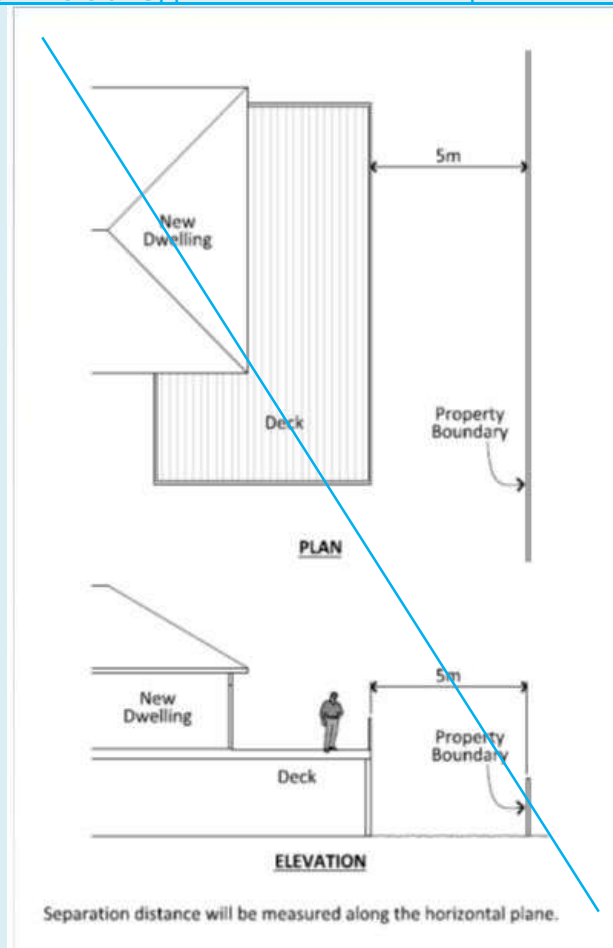 5m
New
Dwelling
Deck
Property
Boundary
PLAN
5m
New
Dwelling
Property
Boundary
Deck
ELEVATION
Separation distance will be measured along the horizontal plane.